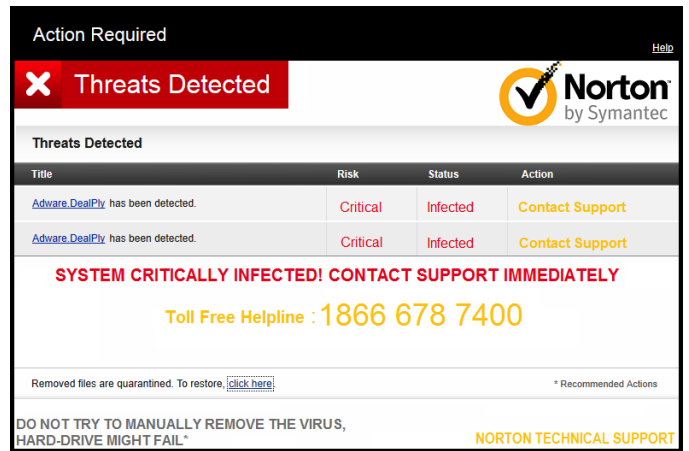 Action Required
Help
Threats Detected
Norton
by Symantec
Threats Detected
Title Risk Status Action
Adware.DealPly has been detected. Critical Infected Contact Support
Adware.DealPly has been detected. Critical Infected Contact Support
SYSTEM CRITICALLY INFECTED! CONTACT SUPPORT IMMEDIATELY
Toll Free Helpline : 1866 678 7400
Removed files are quarantined. To restore, click here. * Recommended Actions
DO NOT TRY TO MANUALLY REMOVE THE VIRUS,
HARD-DRIVE MIGHT FAIL* NORTON TECHNICAL SUPPORT